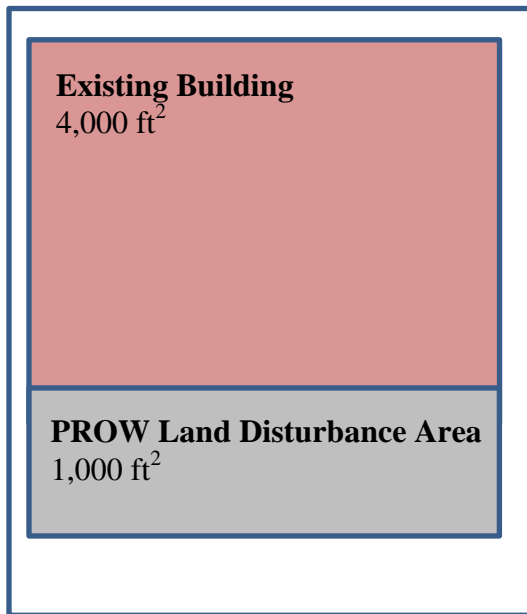 Existing Building
4,000 ft²
PROW Land Disturbance Area
1,000 ft²